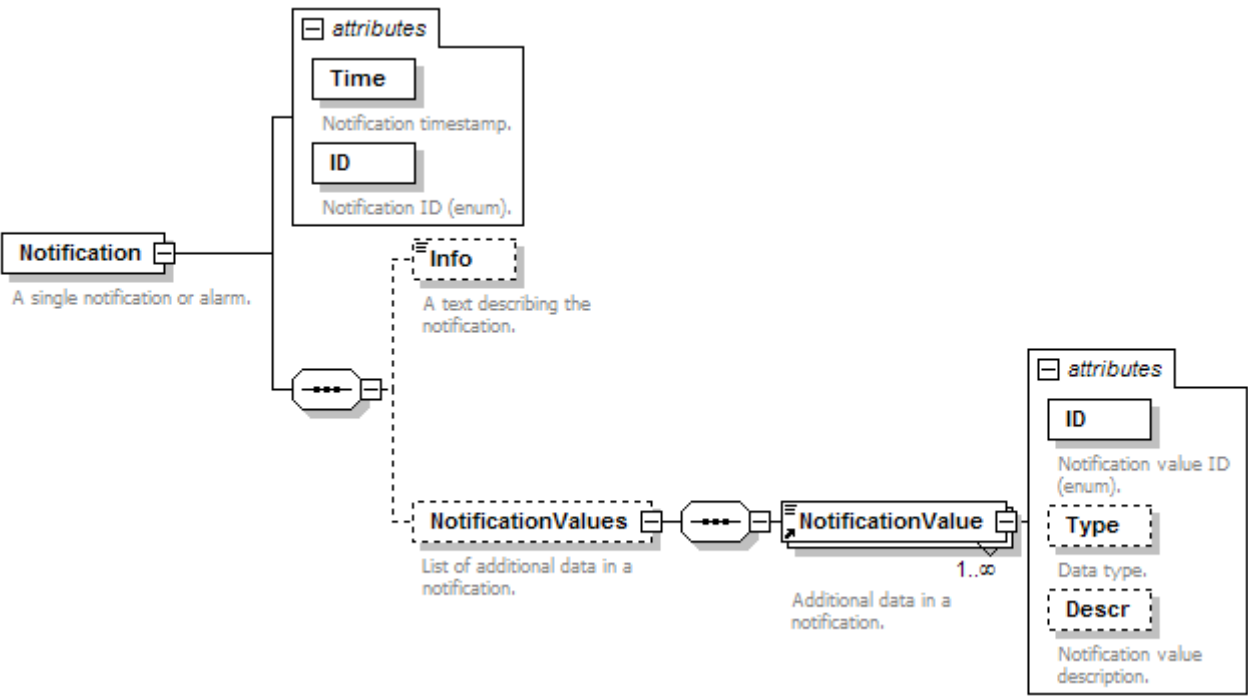 attributes
Time
Notification timestamp.
ID
Notification ID (enum).
Notification
A single notification or alarm.
Info
A text describing the
notification.
attributes
ID
Notification value ID
(enum).
NotificationValues
List of additional data in a
notification.
NotificationValue
1..∞
Additional data in a
notification.
Type
Data type.
Descr
Notification value
description.